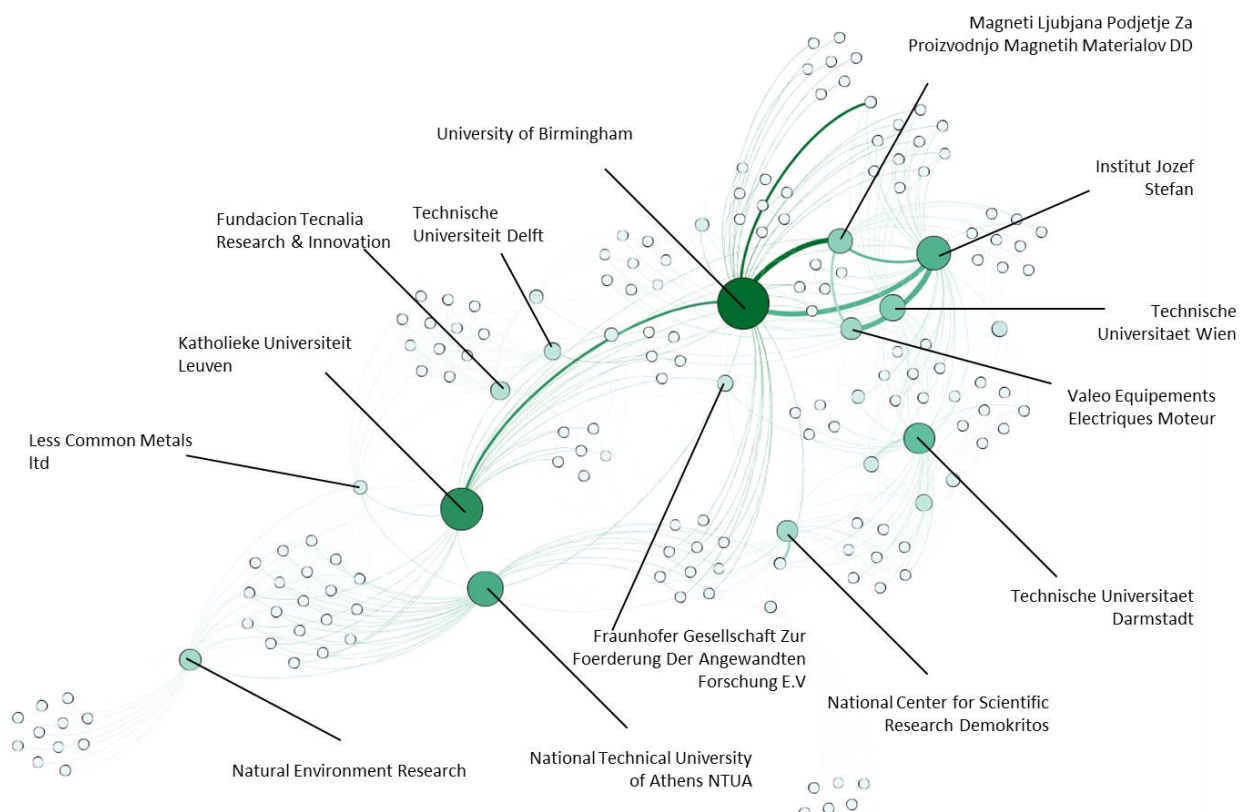 Magneti Ljubjana Podjetje Za
Proizvodnjo Magnetih Materialov DD
University of Birmingham
Institut Jozef
Stefan
Fundacion Tecnalia
Research & Innovation
Technische
Universiteit Delft
Technische
Universitaet Wien
Katholieke Universiteit
Leuven
Valeo Equipements
Electriques Moteur
Less Common Metals
ltd
Technische Universitaet
Darmstadt
Fraunhofer Gesellschaft Zur
Foerderung Der Angewandten
Forschung E.V
National Center for Scientific
Research Demokritos
National Technical University
of Athens NTUA
Natural Environment Research